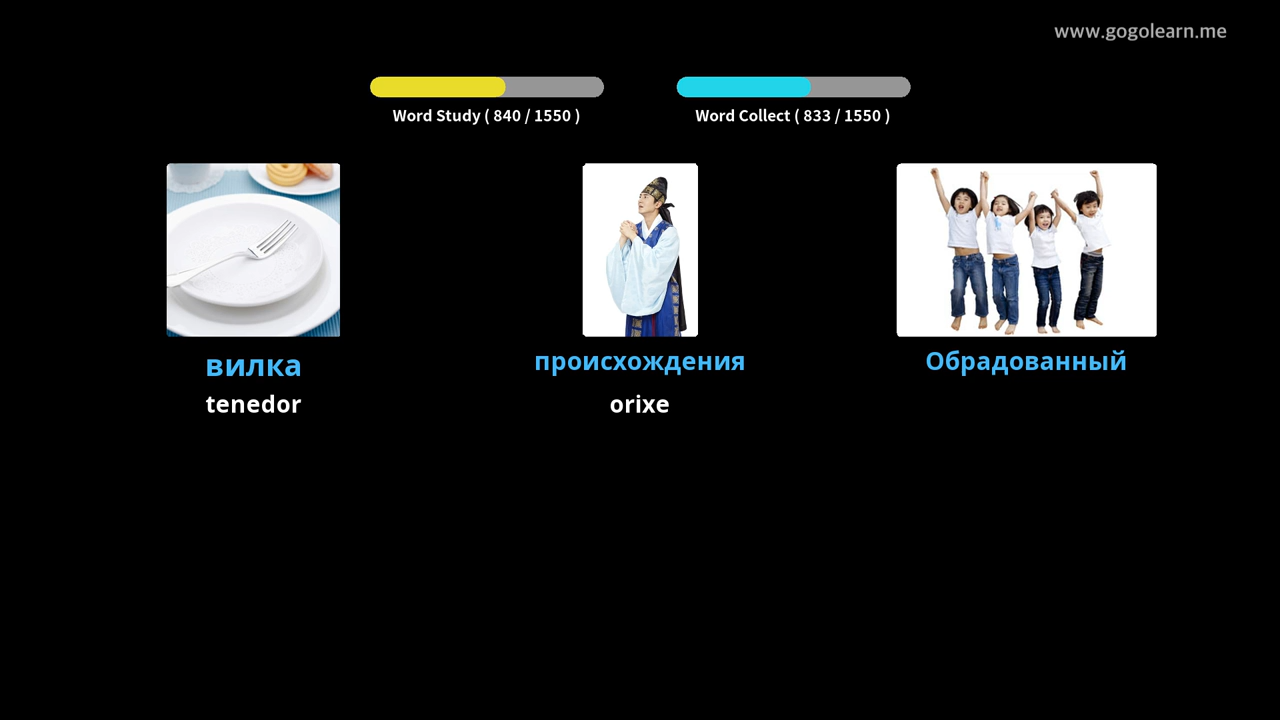 www.gogolearn.me
Word Study ( 840 / 1550 )
Word Collect ( 833 / 1550 )
вилка
происхождения
Обрадованный
tenedor
orixe